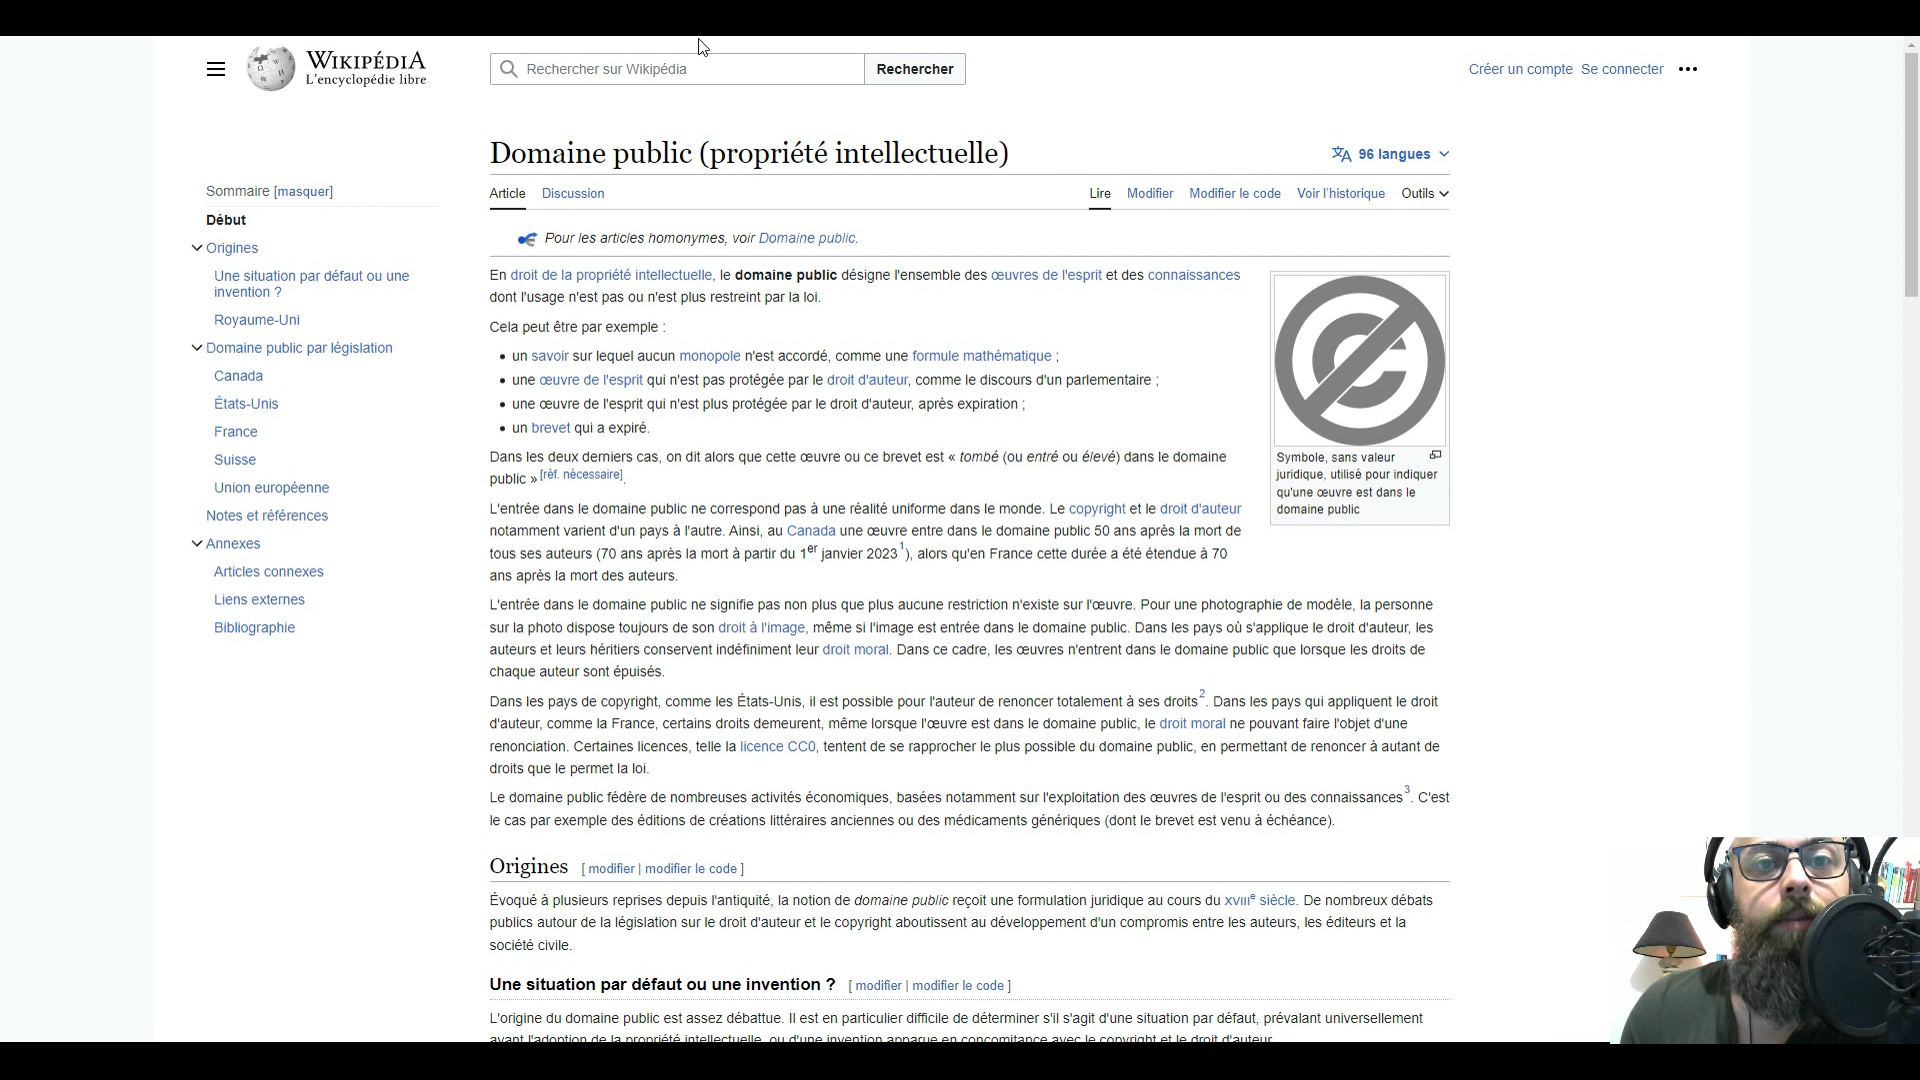 WIKIPÉDIA
L'encyclopédie libre
Rechercher sur Wikipédia
Rechercher
Créer un compte Se connecter
Domaine public (propriété intellectuelle)
96 langues
Sommaire [masquer]
Début
Origines
Une situation par défaut ou une
invention ?
Royaume-Uni
Domaine public par législation
Canada
États-Unis
France
Suisse
Union européenne
Notes et références
Annexes
Articles connexes
Liens externes
Bibliographie
Article Discussion
Lire Modifier Modifier le code Voir l'historique Outils
Pour les articles homonymes, voir Domaine public.
En droit de la propriété intellectuelle, le domaine public désigne l'ensemble des œuvres de l'esprit et des connaissances
dont l'usage n'est pas ou n'est plus restreint par la loi.
Cela peut être par exemple :
• un savoir sur lequel aucun monopole n'est accordé, comme une formule mathématique ;
• une œuvre de l'esprit qui n'est pas protégée par le droit d'auteur, comme le discours d'un parlementaire ;
• une œuvre de l'esprit qui n'est plus protégée par le droit d'auteur, après expiration ;
• un brevet qui a expiré.
Dans les deux derniers cas, on dit alors que cette œuvre ou ce brevet est « tombé (ou entré ou élevé) dans le domaine
public » [réf. nécessaire].
Symbole, sans valeur
juridique, utilisé pour indiquer
qu'une œuvre est dans le
domaine public
L'entrée dans le domaine public ne correspond pas à une réalité uniforme dans le monde. Le copyright et le droit d'auteur
notamment varient d'un pays à l'autre. Ainsi, au Canada une œuvre entre dans le domaine public 50 ans après la mort de
tous ses auteurs (70 ans après la mort à partir du 1er janvier 2023 1), alors qu'en France cette durée a été étendue à 70
ans après la mort des auteurs.
L'entrée dans le domaine public ne signifie pas non plus que plus aucune restriction n'existe sur l'œuvre. Pour une photographie de modèle, la personne
sur la photo dispose toujours de son droit à l'image, même si l'image est entrée dans le domaine public. Dans les pays où s'applique le droit d'auteur, les
auteurs et leurs héritiers conservent indéfiniment leur droit moral. Dans ce cadre, les œuvres n'entrent dans le domaine public que lorsque les droits de
chaque auteur sont épuisés.
Dans les pays de copyright, comme les États-Unis, il est possible pour l'auteur de renoncer totalement à ses droits 2. Dans les pays qui appliquent le droit
d'auteur, comme la France, certains droits demeurent, même lorsque l'œuvre est dans le domaine public, le droit moral ne pouvant faire l'objet d'une
renonciation. Certaines licences, telle la licence CC0, tentent de se rapprocher le plus possible du domaine public, en permettant de renoncer à autant de
droits que le permet la loi.
Le domaine public fédère de nombreuses activités économiques, basées notamment sur l'exploitation des œuvres de l'esprit ou des connaissances 3. C'est
le cas par exemple des éditions de créations littéraires anciennes ou des médicaments génériques (dont le brevet est venu à échéance).
Origines [ modifier | modifier le code ]
Évoqué à plusieurs reprises depuis l'antiquité, la notion de domaine public reçoit une formulation juridique au cours du XVIIIe siècle. De nombreux débats
publics autour de la législation sur le droit d'auteur et le copyright aboutissent au développement d'un compromis entre les auteurs, les éditeurs et la
société civile.
Une situation par défaut ou une invention ? [ modifier | modifier le code ]
L'origine du domaine public est assez débattue. Il est en particulier difficile de déterminer s'il s'agit d'une situation par défaut, prévalant universellement
avant l'adoption de la propriété intellectuelle, ou d'une invention apparue en concomitance avec le copyright et le droit d'auteur.